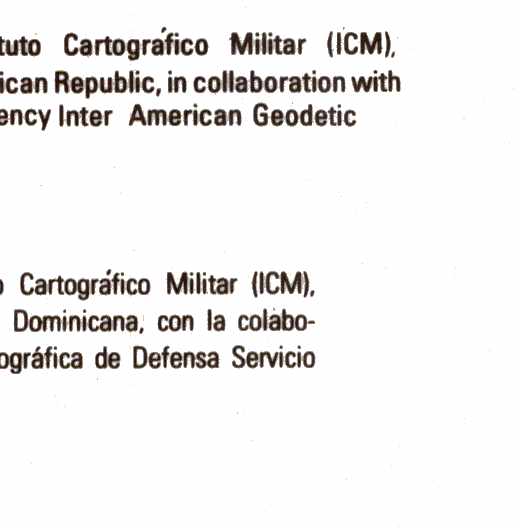 tuto Cartográfico Militar (ICM),
ican Republic, in collaboration with
ency Inter American Geodetic
o Cartográfico Militar (ICM),
Dominicana, con la colabo-
ográfica de Defensa Servicio